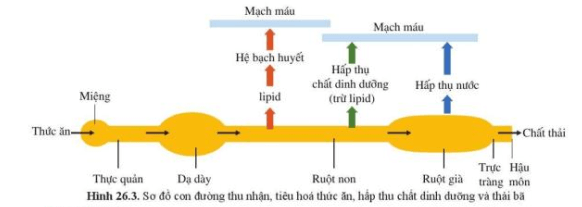 Mạch máu
Mạch máu
Hệ bạch huyết
Hấp thụ
chất dinh dưỡng
(trừ lipid)
Hấp thụ nước
Miệng
lipid
Thức ăn
Chất thải
Thực quản
Dạ dày
Ruột non
Ruột già
Trực
tràng
Hậu
môn
Hình 26.3. Sơ đồ con đường thu nhận, tiêu hoá thức ăn, hấp thu chất dinh dưỡng và thải bã